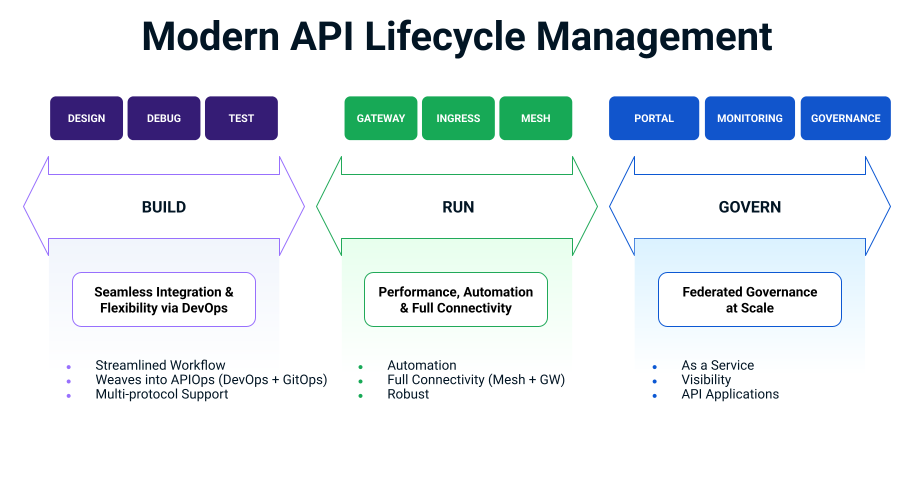 Modern API Lifecycle Management
DESIGN DEBUG TEST
GATEWAY INGRESS MESH
PORTAL MONITORING GOVERNANCE
BUILD
RUN
GOVERN
Seamless Integration &
Flexibility via DevOps
Performance, Automation
& Full Connectivity
Federated Governance
at Scale
• Streamlined Workflow
• Weaves into APIOps (DevOps + GitOps)
• Multi-protocol Support
• Automation
• Full Connectivity (Mesh + GW)
• Robust
• As a Service
• Visibility
• API Applications